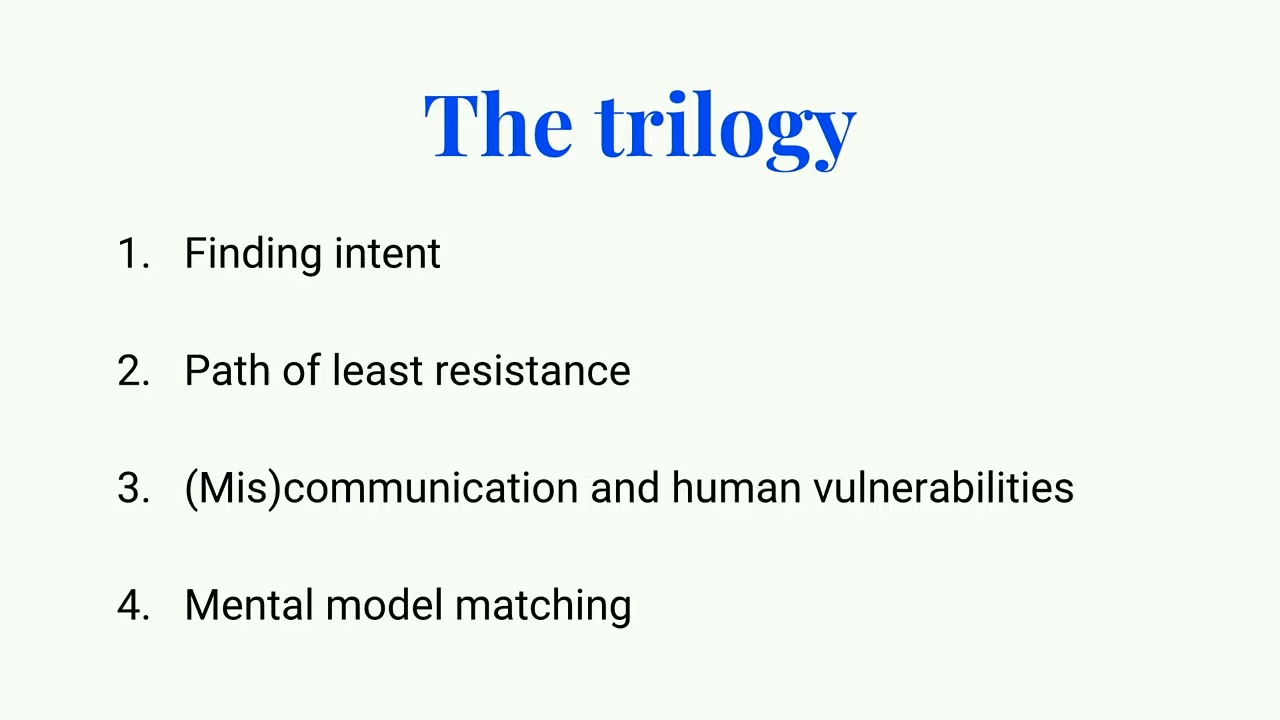 The trilogy
1. Finding intent
2. Path of least resistance
3. (Mis)communication and human vulnerabilities
4. Mental model matching